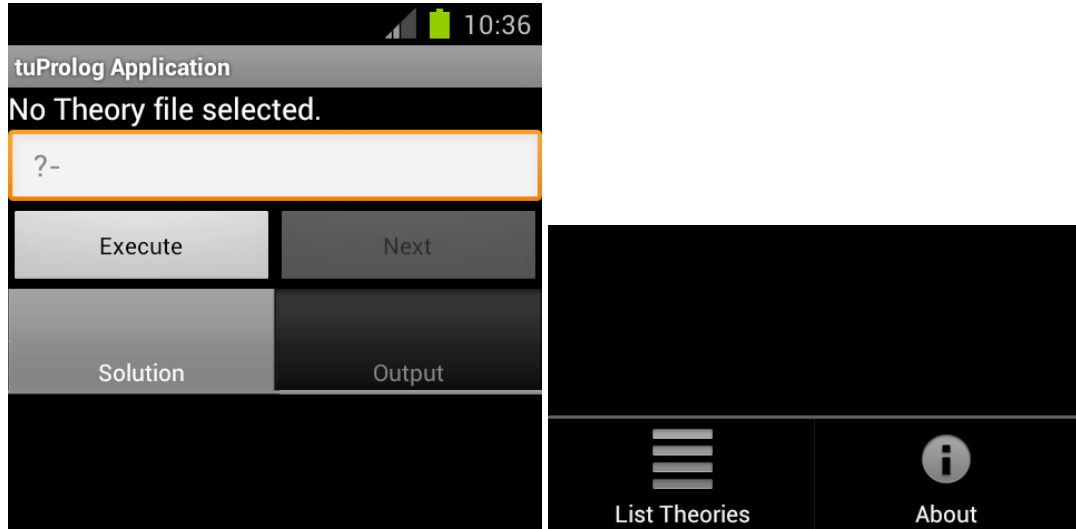 10:36
tuProlog Application
No Theory file selected.
?-
Execute Next
Solution Output
List Theories About